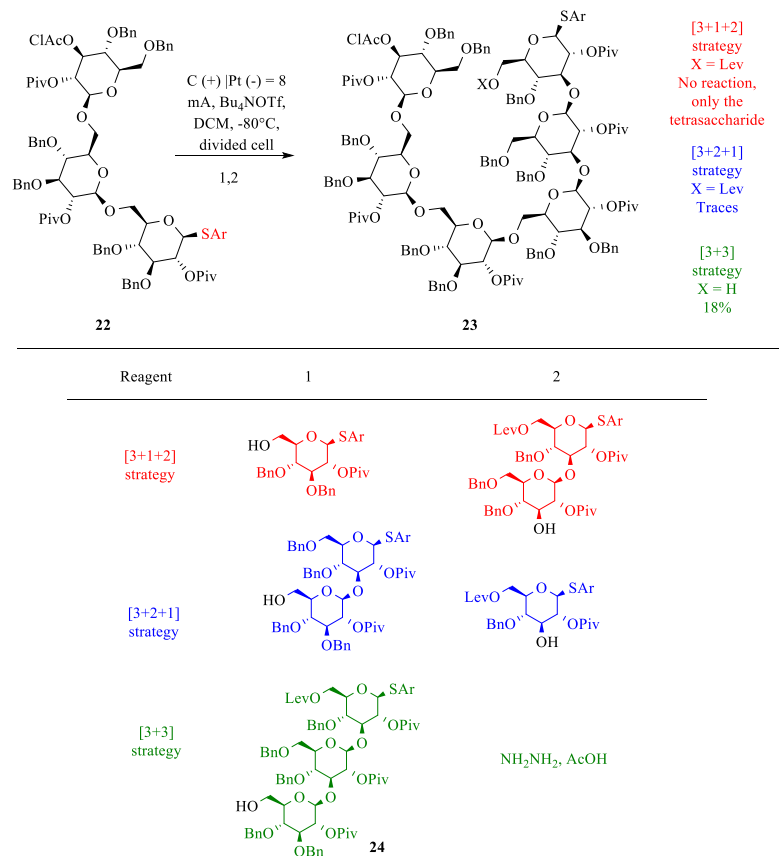 ClAcO OBn
OBn
O
PivO
O
BnO
O
BnO
O
PivO
O
SAr
BnO
OPiv
BnO
22
C (+) |Pt (-) = 8
mA, Bu₄NOTf,
DCM, -80°C,
divided cell
1,2
ClAcO OBn
OBn
O
PivO
O
BnO
O
BnO
O
PivO
O
BnO
OPiv
BnO
O
O
BnO
OBn
OPiv
O
BnO
O
BnO
OPiv
O
XO
O
BnO
OPiv
SAr
23
[3+1+2]
strategy
X = Lev
No reaction,
only the
tetrasaccharide
[3+2+1]
strategy
X = Lev
Traces
[3+3]
strategy
X = H
18%
Reagent 1 2
[3+1+2]
strategy
HO
O
SAr
BnO
OPiv
OBn
LevO
O
SAr
BnO
OPiv
O
BnO
O
BnO
OPiv
OH
[3+2+1]
strategy
BnO
O
SAr
BnO
OPiv
O
HO
O
BnO
OPiv
OBn
LevO
O
SAr
BnO
OPiv
OH
[3+3]
strategy
LevO
O
SAr
BnO
OPiv
O
BnO
O
BnO
OPiv
O
HO
O
BnO
OPiv
OBn
24
NH₂NH₂, AcOH